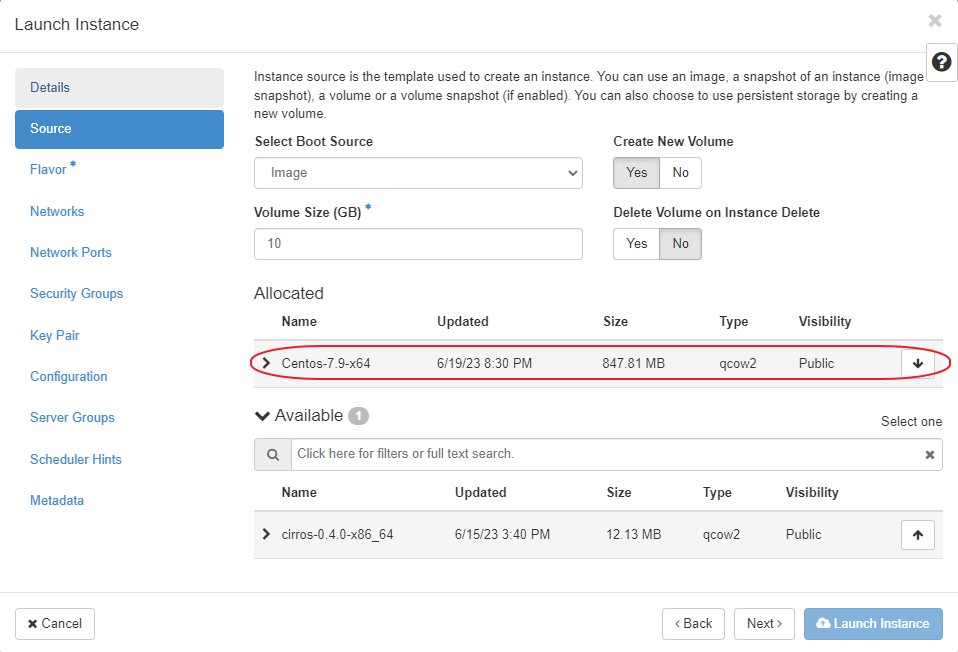 Launch Instance
Details
Source
Flavor *
Networks
Network Ports
Security Groups
Key Pair
Configuration
Server Groups
Scheduler Hints
Metadata
Instance source is the template used to create an instance. You can use an image, a snapshot of an instance (image
snapshot), a volume or a volume snapshot (if enabled). You can also choose to use persistent storage by creating a
new volume.
Select Boot Source
Image
Create New Volume
Yes No
Volume Size (GB) *
10
Delete Volume on Instance Delete
Yes No
Allocated
Name Updated Size Type Visibility
Centos-7.9-x64 6/19/23 8:30 PM 847.81 MB qcow2 Public
Available 1
Select one
Click here for filters or full text search.
Name Updated Size Type Visibility
cirros-0.4.0-x86_64 6/15/23 3:40 PM 12.13 MB qcow2 Public
Cancel
‹ Back
Next ›
Launch Instance